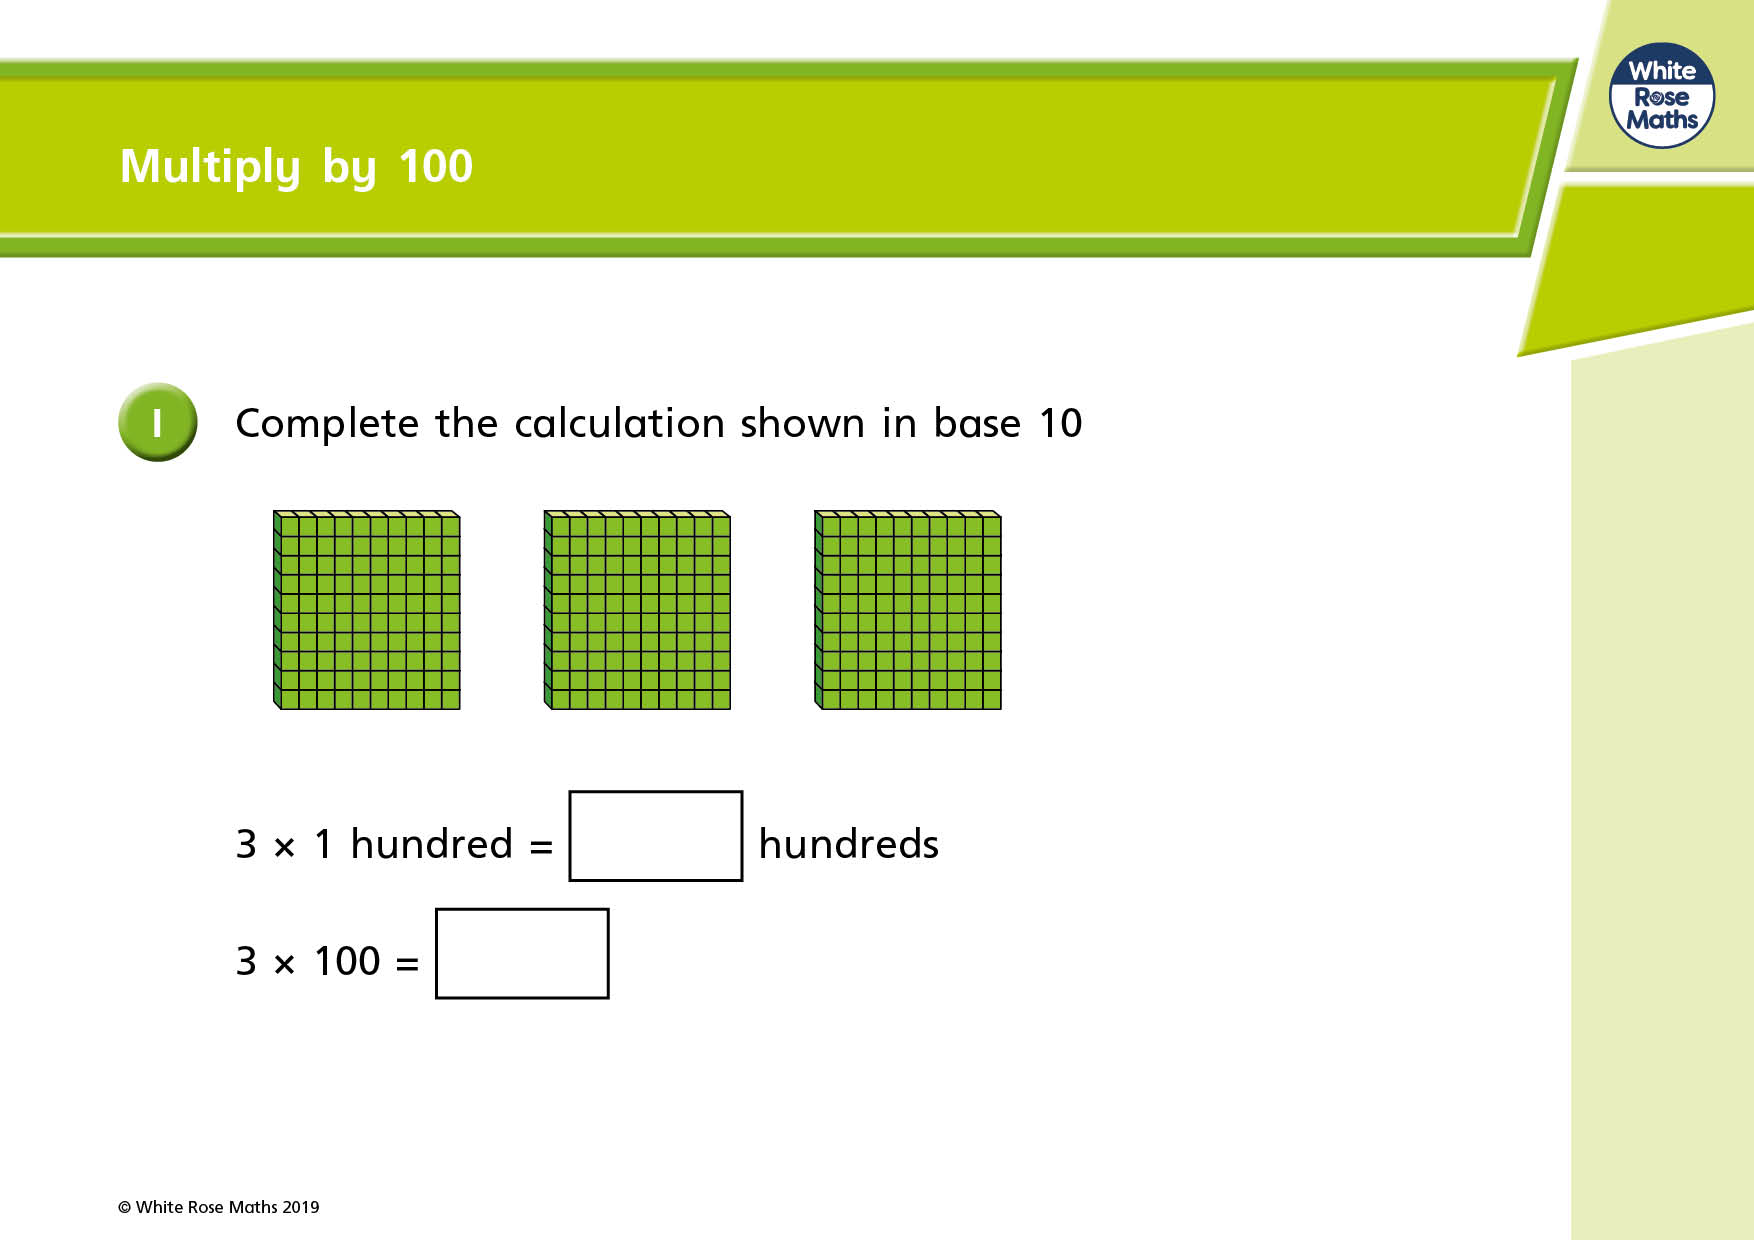 White
Rose
Maths
Multiply by 100
1 Complete the calculation shown in base 10
3 × 1 hundred = hundreds
3 × 100 =
© White Rose Maths 2019